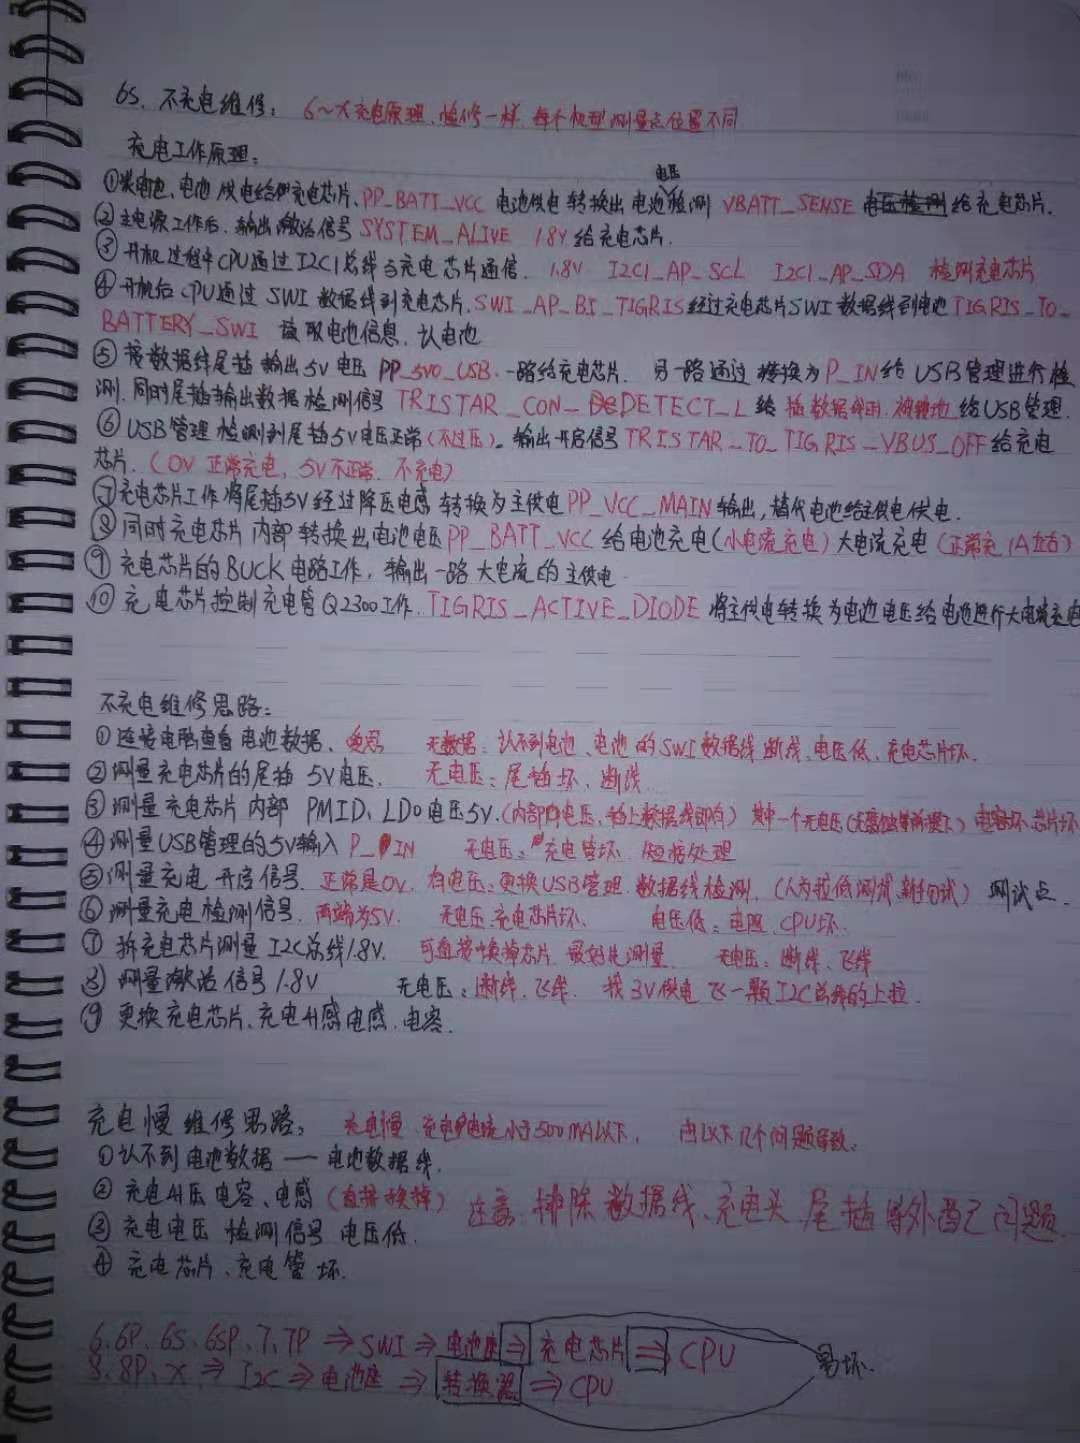 6S. 不充电维修: 6~X充电原理、检修一样、每个机型测量点位置不同
充电工作原理:
电压
①装电池、电池供电给充电芯片、PP_BATT_VCC 电池供电转换出电池检测 VBATT_SENSE 给充电芯片.
②主电源工作后、输出激活信号 SYSTEM_ALIVE 1.8V 给充电芯片.
③开机过程中CPU通过I2C1总线与充电芯片通信. 1.8V I2C1_AP_SCL I2C1_AP_SDA 检测充电芯片
④开机后CPU通过SWI数据线到充电芯片. SWI_AP_BI_TIGRIS 经过充电芯片SWI数据线到电池 TIGRIS_TO_
BATTERY_SWI 读取电池信息. 认电池
⑤接数据线尾插输出5V电压 PP_5V0_USB. 一路给充电芯片. 另一路通过转换为P_IN给USB管理进行检
测. 同时尾插输出数据检测信号 TRISTAR_CON_DETECT_L 给 插数据线时. 被接地 给USB管理.
⑥USB管理检测到尾插5V电压正常(不过压). 输出开启信号 TRISTAR_TO_TIGRIS_VBUS_OFF 给充电
芯片. (0V 正常充电, 5V不正常. 不充电)
⑦充电芯片工作将尾插5V经过降压电感 转换为主供电 PP_VCC_MAIN 输出, 替代电池给主供电供电.
⑧同时充电芯片内部转换出电池电压 PP_BATT_VCC 给电池充电(小电流充电) 大电流充电 (正常充1A左右)
⑨充电芯片的BUCK电路工作, 输出一路大电流的主供电
⑩充电芯片控制充电管Q2300工作. TIGRIS_ACTIVE_DIODE 将主供电转换为电池电压给电池进行大电流充电
不充电维修思路:
①连接电脑查看电池数据、 无数据: 认不到电池、电池的SWI数据线断线、电压低、充电芯片坏.
②测量充电芯片的尾插5V电压. 无电压: 尾插坏、断线
③测量充电芯片内部 PMID、LDO电压5V. (内部降电压, 插上数据线即有) 其中一个无电压 电容坏、芯片坏
④测量USB管理的5V输入 P_IN 无电压: 充电管坏. 短接处理
⑤测量充电开启信号. 正常是0V. 有电压: 更换USB管理. 数据线检测. (人为拉低测试) 测试点.
⑥测量充电检测信号. 两端为5V. 无电压: 充电芯片坏. 电压低: 电阻. CPU坏.
⑦拆充电芯片测量I2C总线1.8V. 可直接换掉芯片. 最好先测量. 无电压: 断线、飞线
⑧测量激活信号1.8V 无电压: 断线、飞线. 找3V供电飞一颗I2C总线的上拉.
⑨更换充电芯片、充电升感电感、电容.
充电慢维修思路: 充电慢、充电电流小于500MA以下, 由以下几个问题导致:
①认不到电池数据 — 电池数据线.
②充电升压电容、电感 (直接换掉) 注意: 排除数据线、充电头、尾插等外围己问题.
③充电电压检测信号电压低.
④充电芯片、充电管坏.
6、6P、6S、6SP、7、7P ⇒ SWI ⇒ 电池座 ⇒ 充电芯片 ⇒ CPU
易坏.
8、8P、X ⇒ I2C ⇒ 电池座 ⇒ 转换器 ⇒ CPU